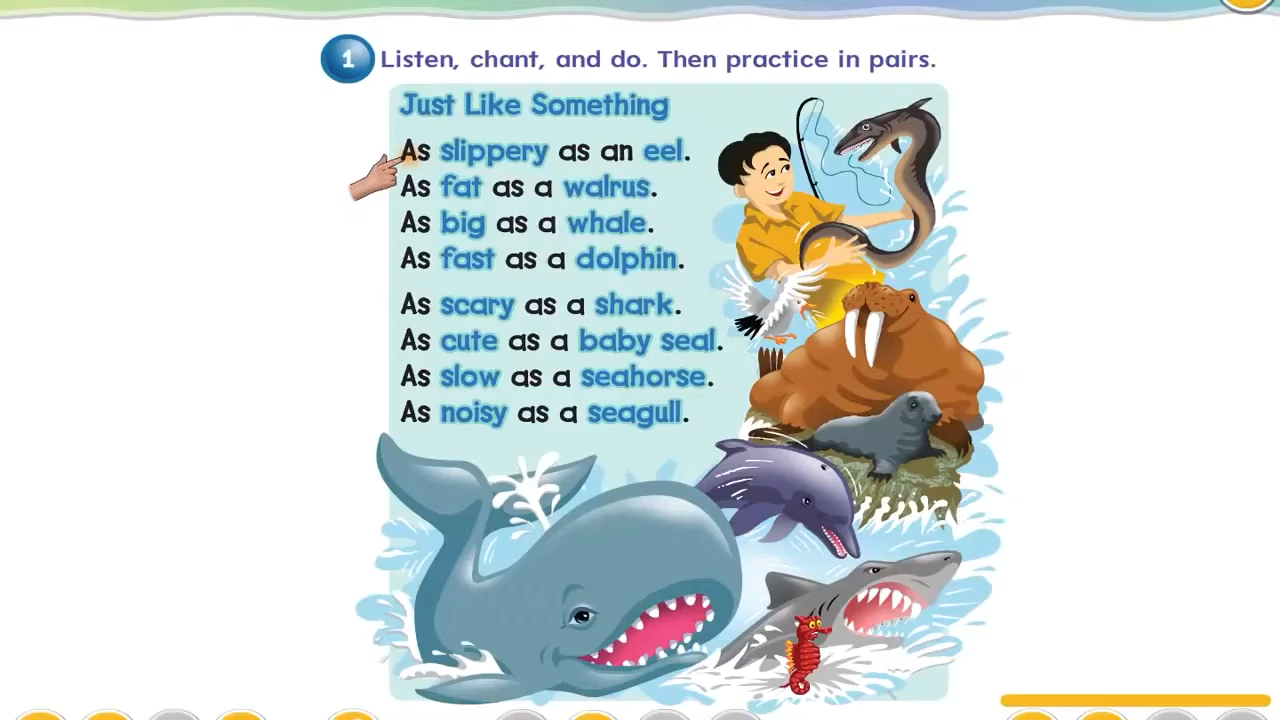 1 Listen, chant, and do. Then practice in pairs.
Just Like Something
As slippery as an eel.
As fat as a walrus.
As big as a whale.
As fast as a dolphin.
As scary as a shark.
As cute as a baby seal.
As slow as a seahorse.
As noisy as a seagull.